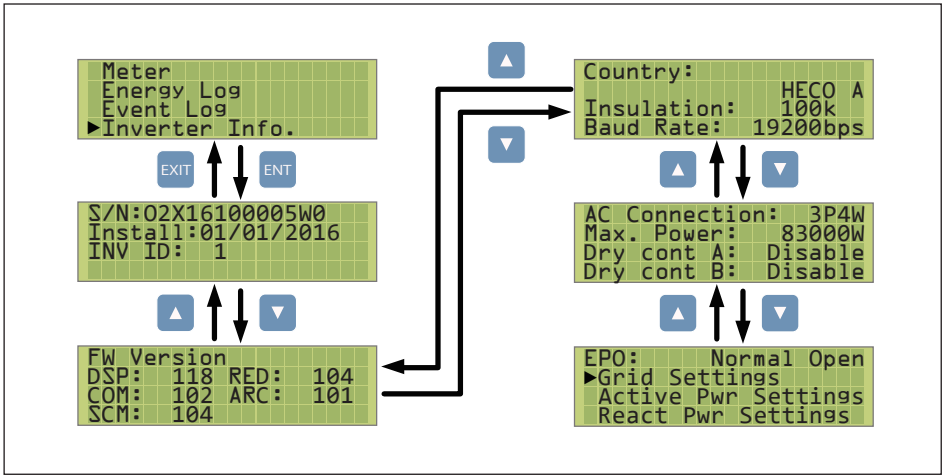 Meter
Energy Log
Event Log
▶Inverter Info.
EXIT
ENT
S/N:O2X16100005W0
Install:01/01/2016
INV ID: 1
▲
▼
FW Version
DSP: 118 RED: 104
COM: 102 ARC: 101
SCM: 104
▲
▼
Country:
HECO A
Insulation: 100k
Baud Rate: 19200bps
▲
▼
AC Connection: 3P4W
Max. Power: 83000W
Dry cont A: Disable
Dry cont B: Disable
▲
▼
EPO: Normal Open
▶Grid Settings
Active Pwr Settings
React Pwr Settings